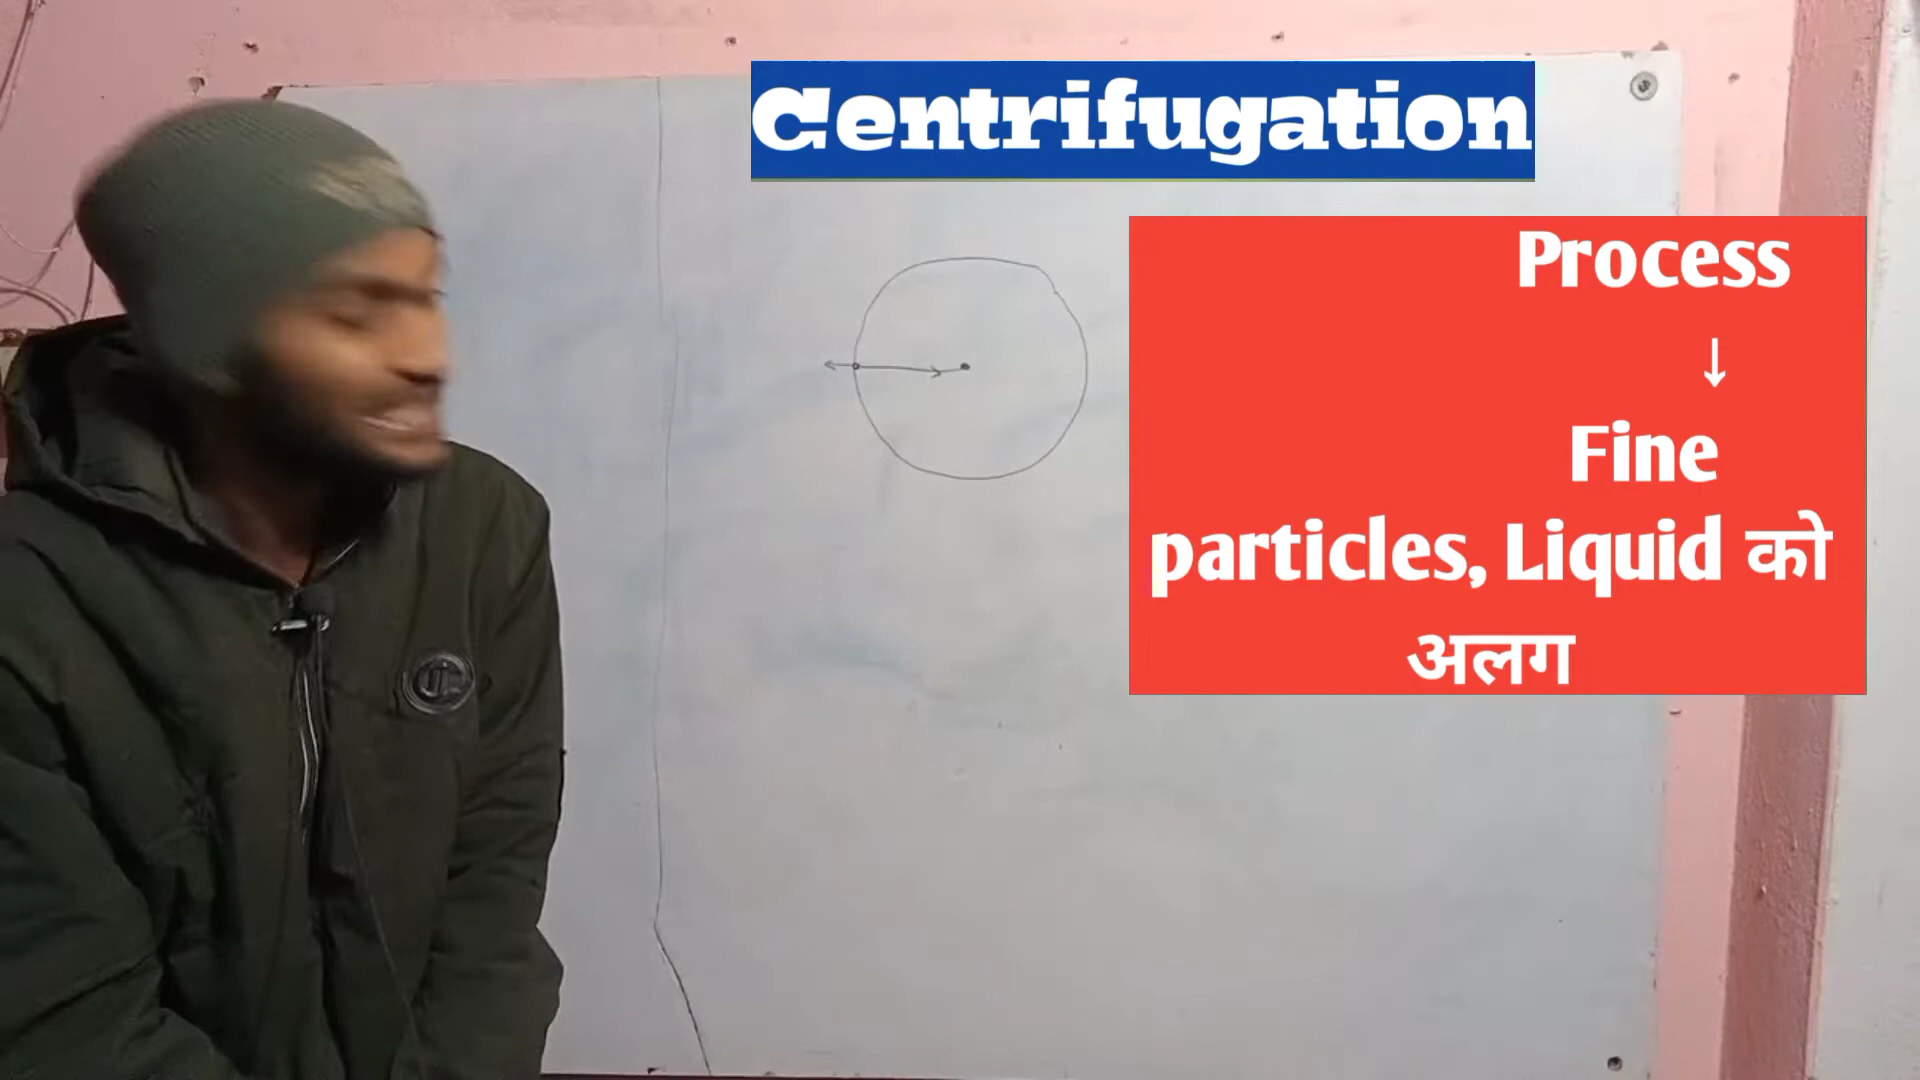 Centrifugation
Process
↓
Fine
particles, Liquid को
अलग